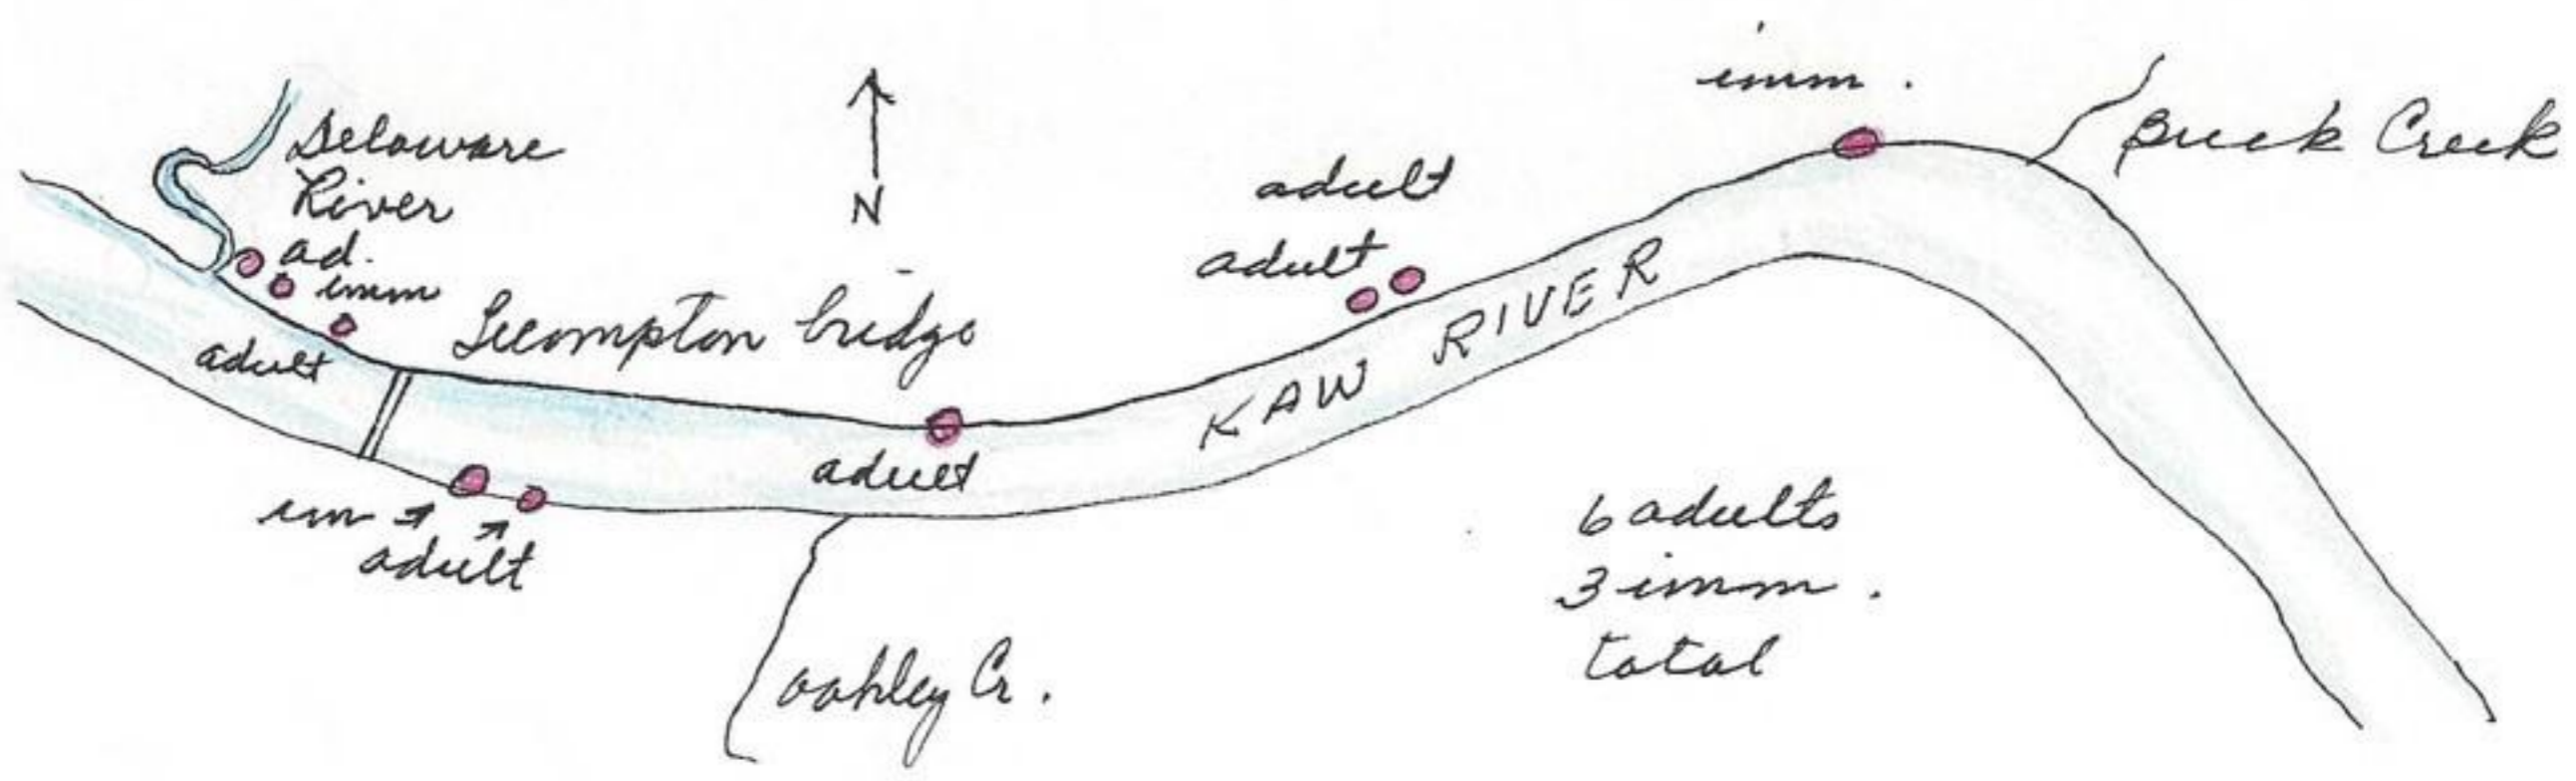 imm.
Delaware
River
Buck Creek
N
adult
adult
ad.
imm
KAW RIVER
Lecompton bridge
adult
adult
im
adult
6 adults
3 imm.
total
oakley Cr.